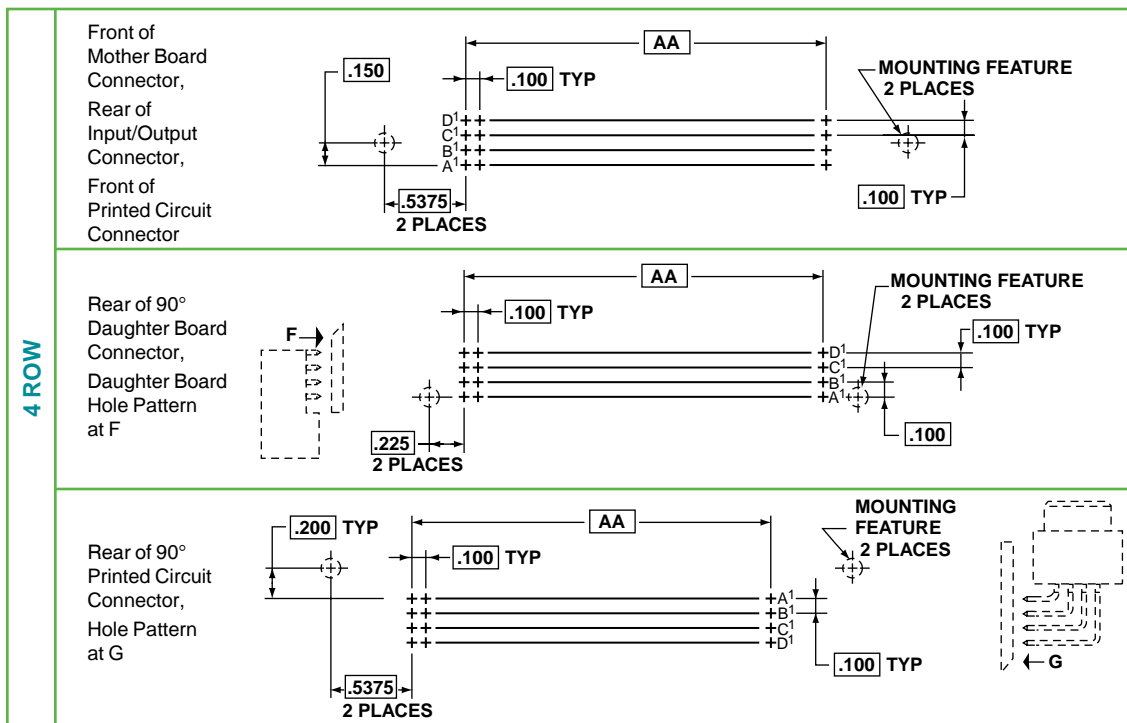 4 ROW
Front of
Mother Board
Connector,
Rear of
Input/Output
Connector,
Front of
Printed Circuit
Connector
.150
AA
.100 TYP
MOUNTING FEATURE
2 PLACES
D1
C1
B1
A1
.5375
2 PLACES
.100 TYP
Rear of 90°
Daughter Board
Connector,
Daughter Board
Hole Pattern
at F
F
AA
.100 TYP
MOUNTING FEATURE
2 PLACES
.100 TYP
D1
C1
B1
A1
.225
2 PLACES
.100
Rear of 90°
Printed Circuit
Connector,
Hole Pattern
at G
.200 TYP
AA
.100 TYP
MOUNTING
FEATURE
2 PLACES
A1
B1
C1
D1
.100 TYP
.5375
2 PLACES
G